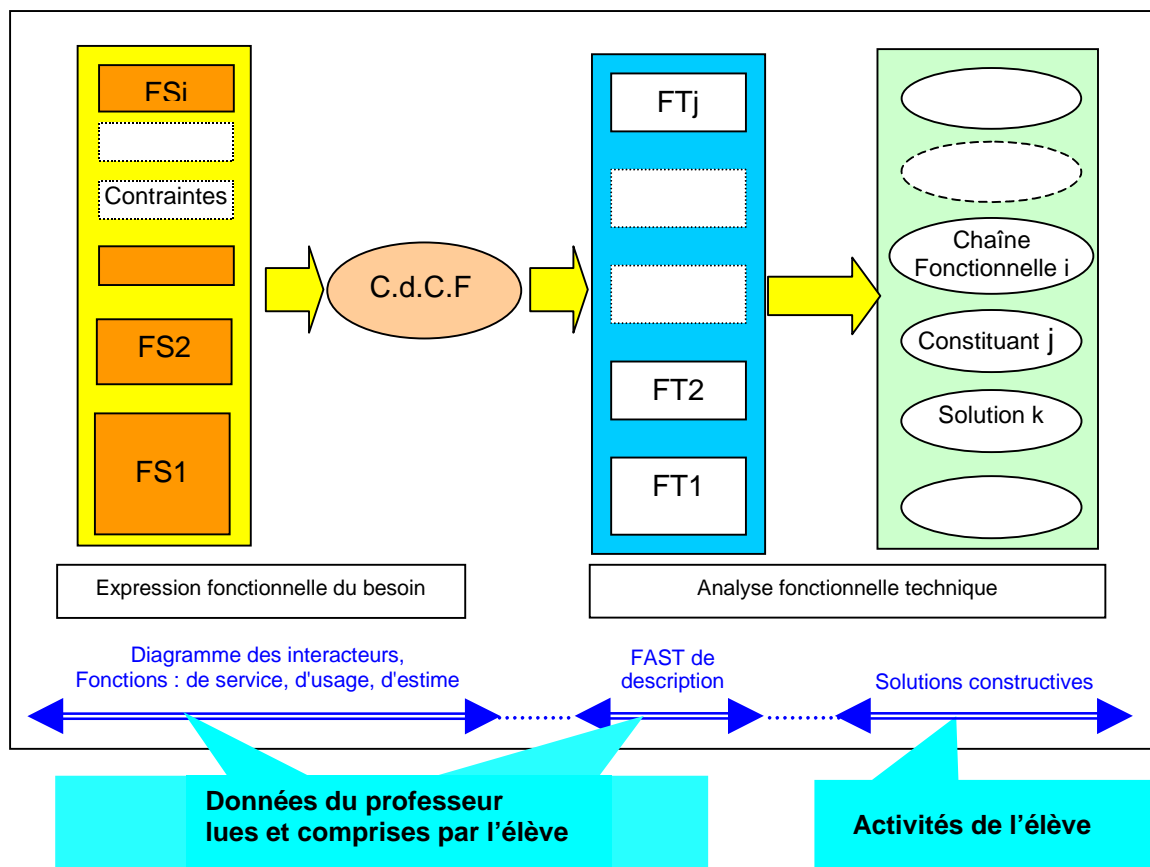 FSi
Contraintes
FS2
FS1
C.d.C.F
FTj
FT2
FT1
Chaîne
Fonctionnelle i
Constituant j
Solution k
Expression fonctionnelle du besoin
Analyse fonctionnelle technique
Diagramme des interacteurs,
Fonctions : de service, d'usage, d'estime
FAST de
description
Solutions constructives
Données du professeur
lues et comprises par l’élève
Activités de l’élève